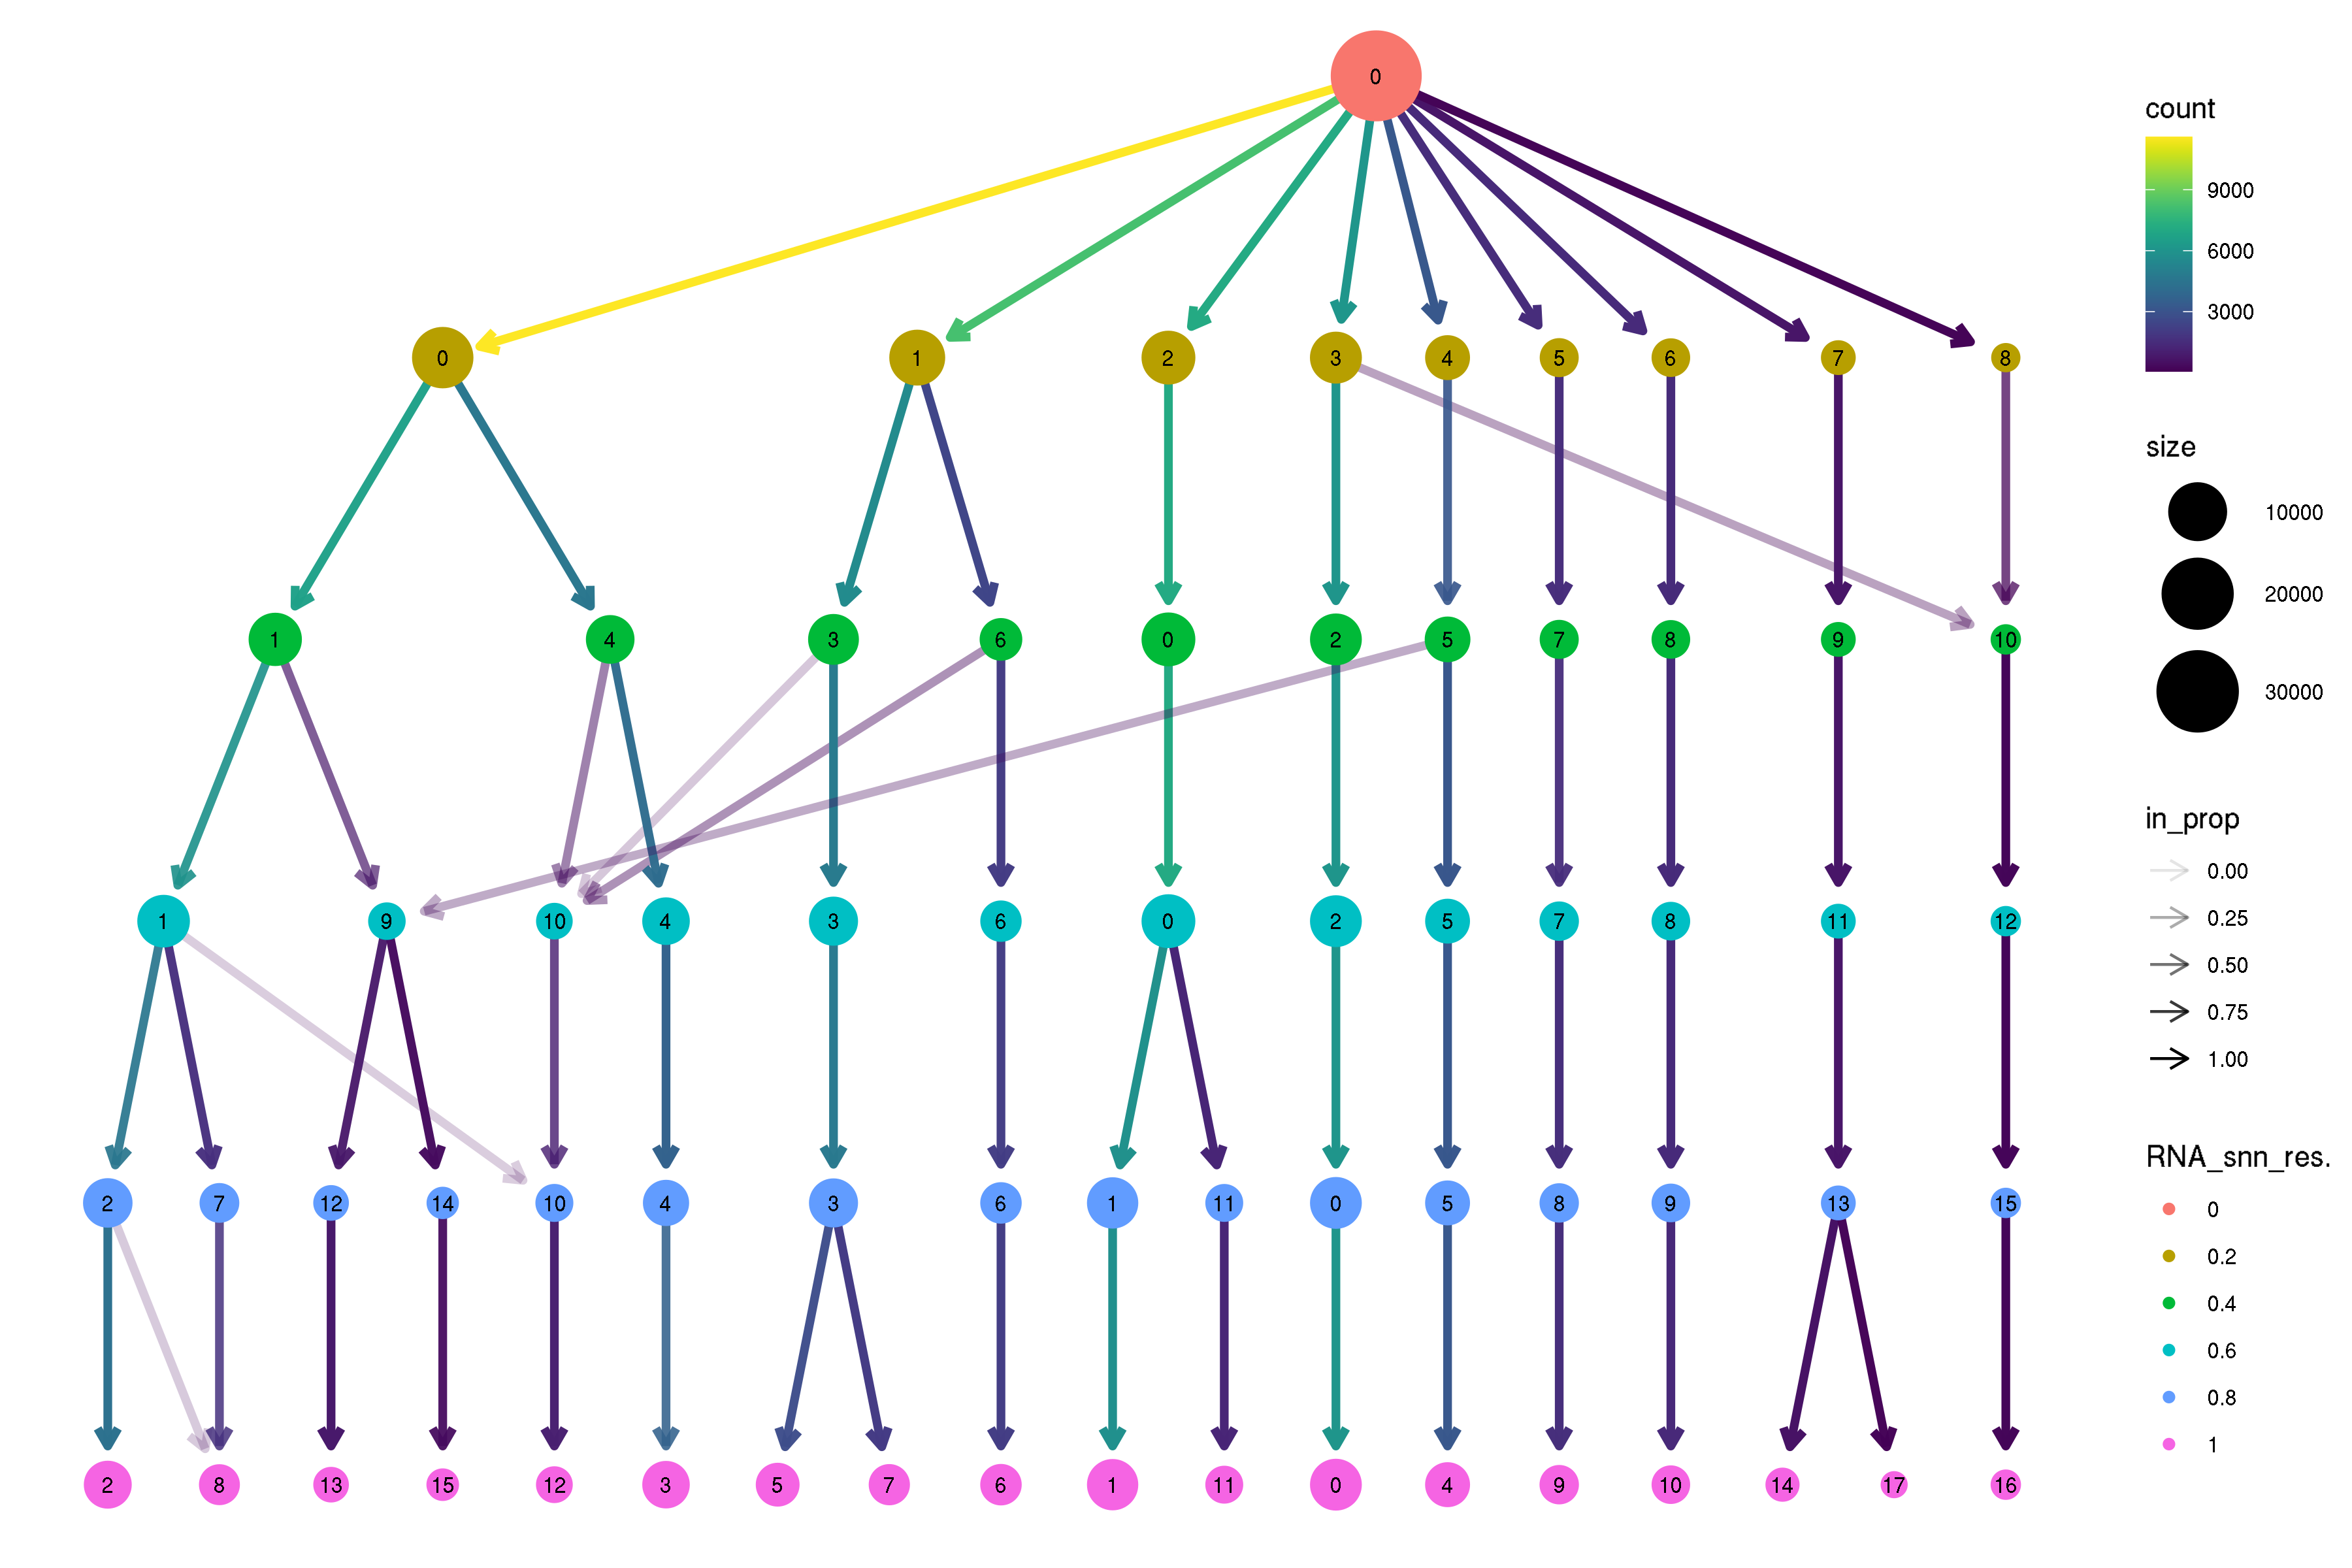 0
0 1 2 3 4 5 6 7 8
1 4 3 6 0 2 5 7 8 9 10
1 9 10 4 3 6 0 2 5 7 8 11 12
2 7 12 14 10 4 3 6 1 11 0 5 8 9 13 15
2 8 13 15 12 3 5 7 6 1 11 0 4 9 10 14 17 16
count
9000
6000
3000
size
10000
20000
30000
in_prop
0.00
0.25
0.50
0.75
1.00
RNA_snn_res.
0
0.2
0.4
0.6
0.8
1